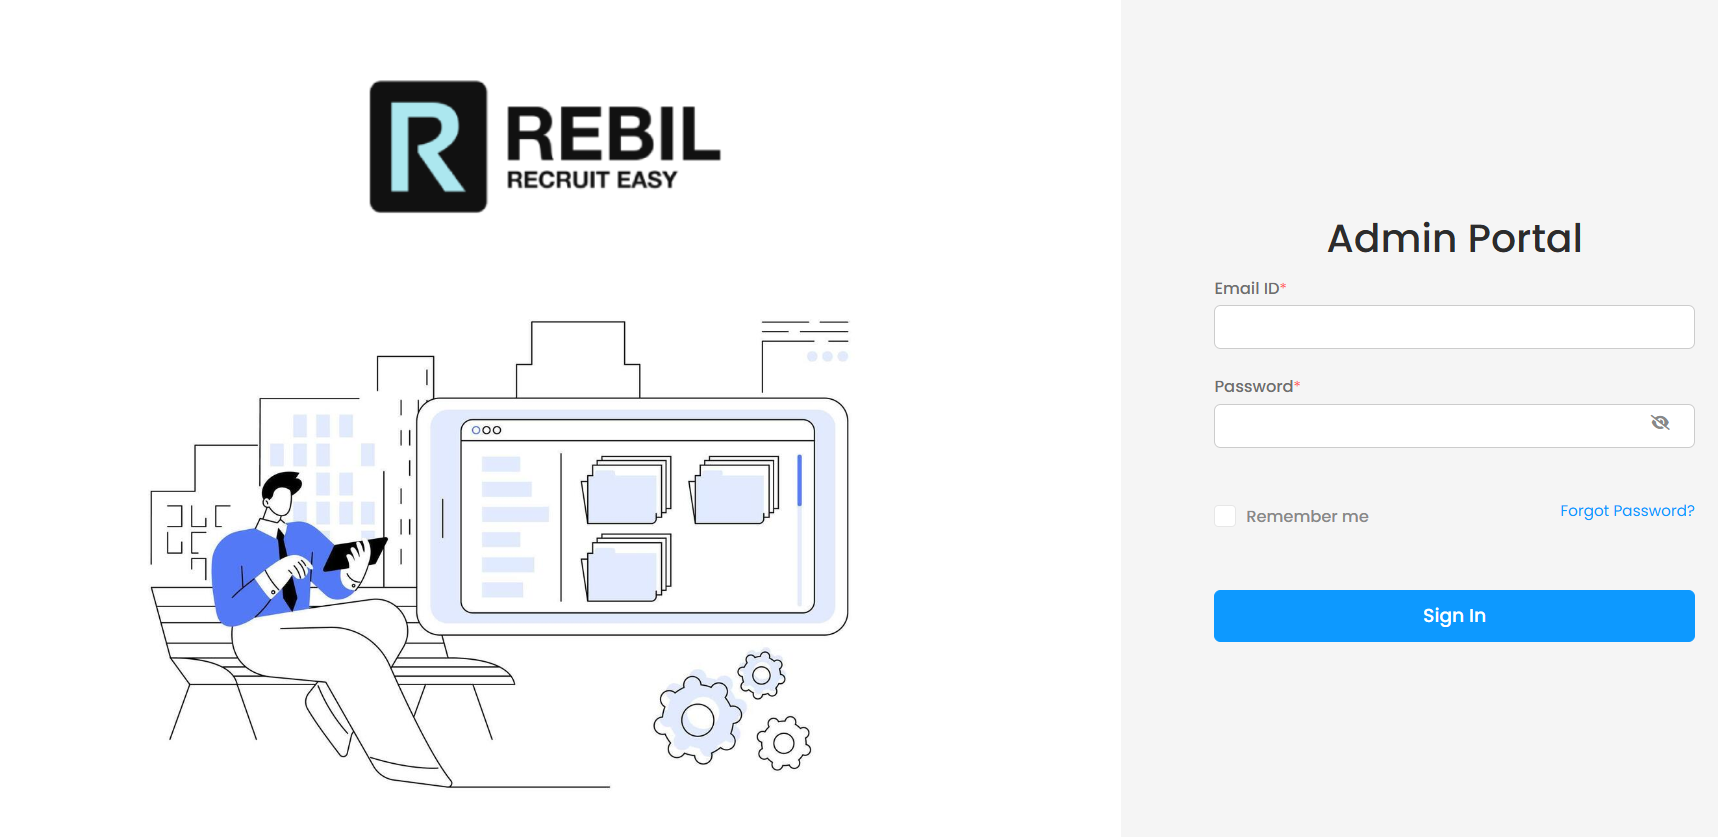 REBIL
RECRUIT EASY
Admin Portal
Email ID*
Password*
Remember me
Forgot Password?
Sign In